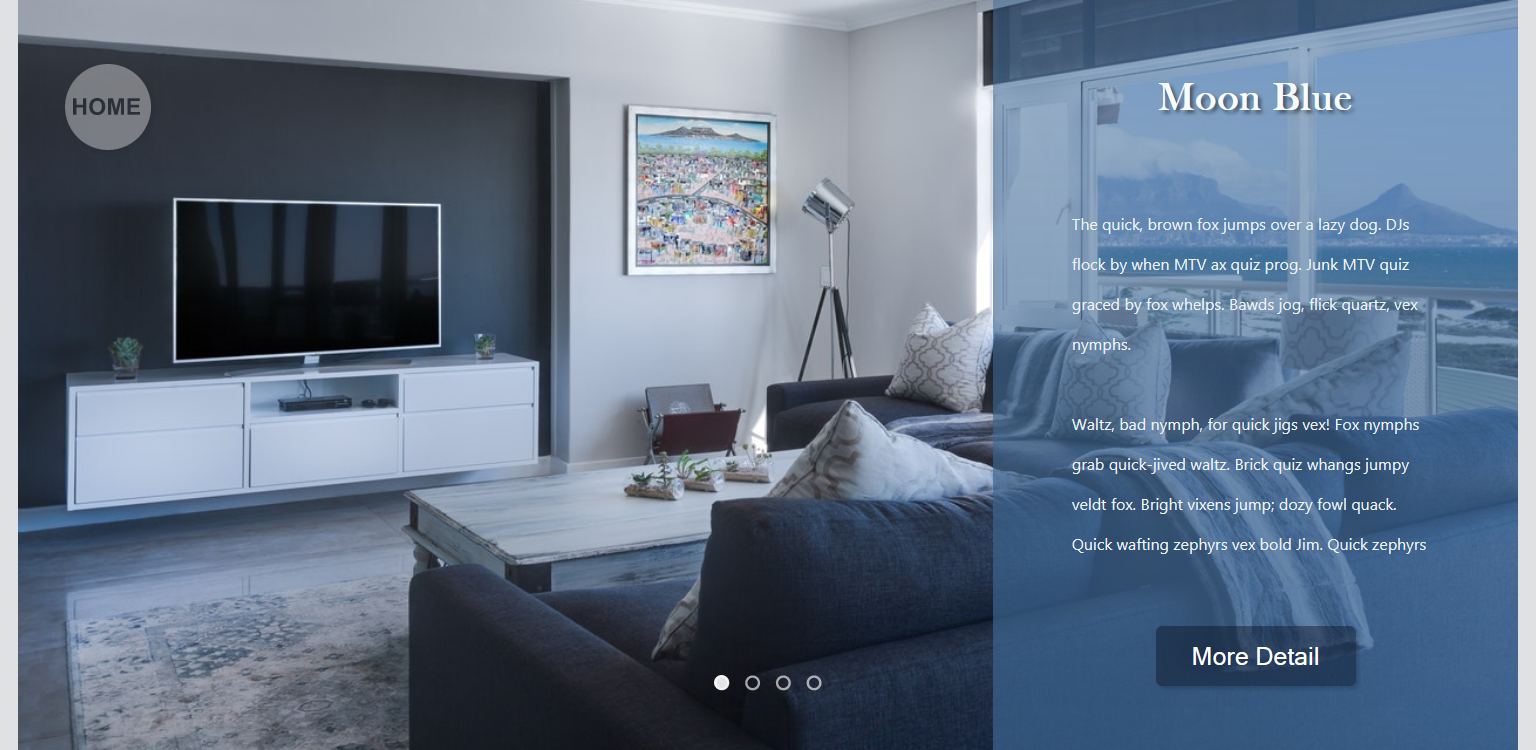 HOME
Moon Blue
The quick, brown fox jumps over a lazy dog. DJs
flock by when MTV ax quiz prog. Junk MTV quiz
graced by fox whelps. Bawds jog, flick quartz, vex
nymphs.
Waltz, bad nymph, for quick jigs vex! Fox nymphs
grab quick-jived waltz. Brick quiz whangs jumpy
veldt fox. Bright vixens jump; dozy fowl quack.
Quick wafting zephyrs vex bold Jim. Quick zephyrs
More Detail